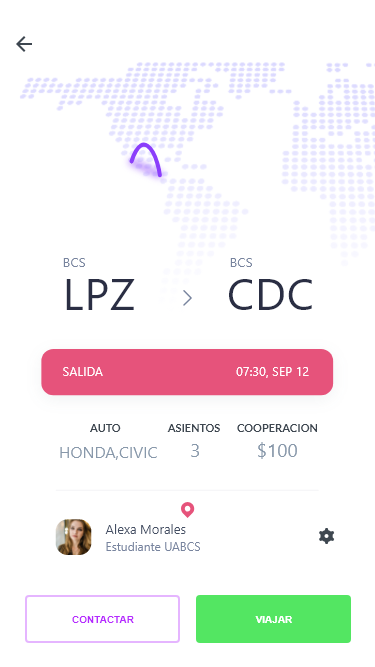 BCS BCS
LPZ CDC
SALIDA 07:30, SEP 12
AUTO ASIENTOS COOPERACION
HONDA,CIVIC 3 $100
Alexa Morales
Estudiante UABCS
CONTACTAR VIAJAR